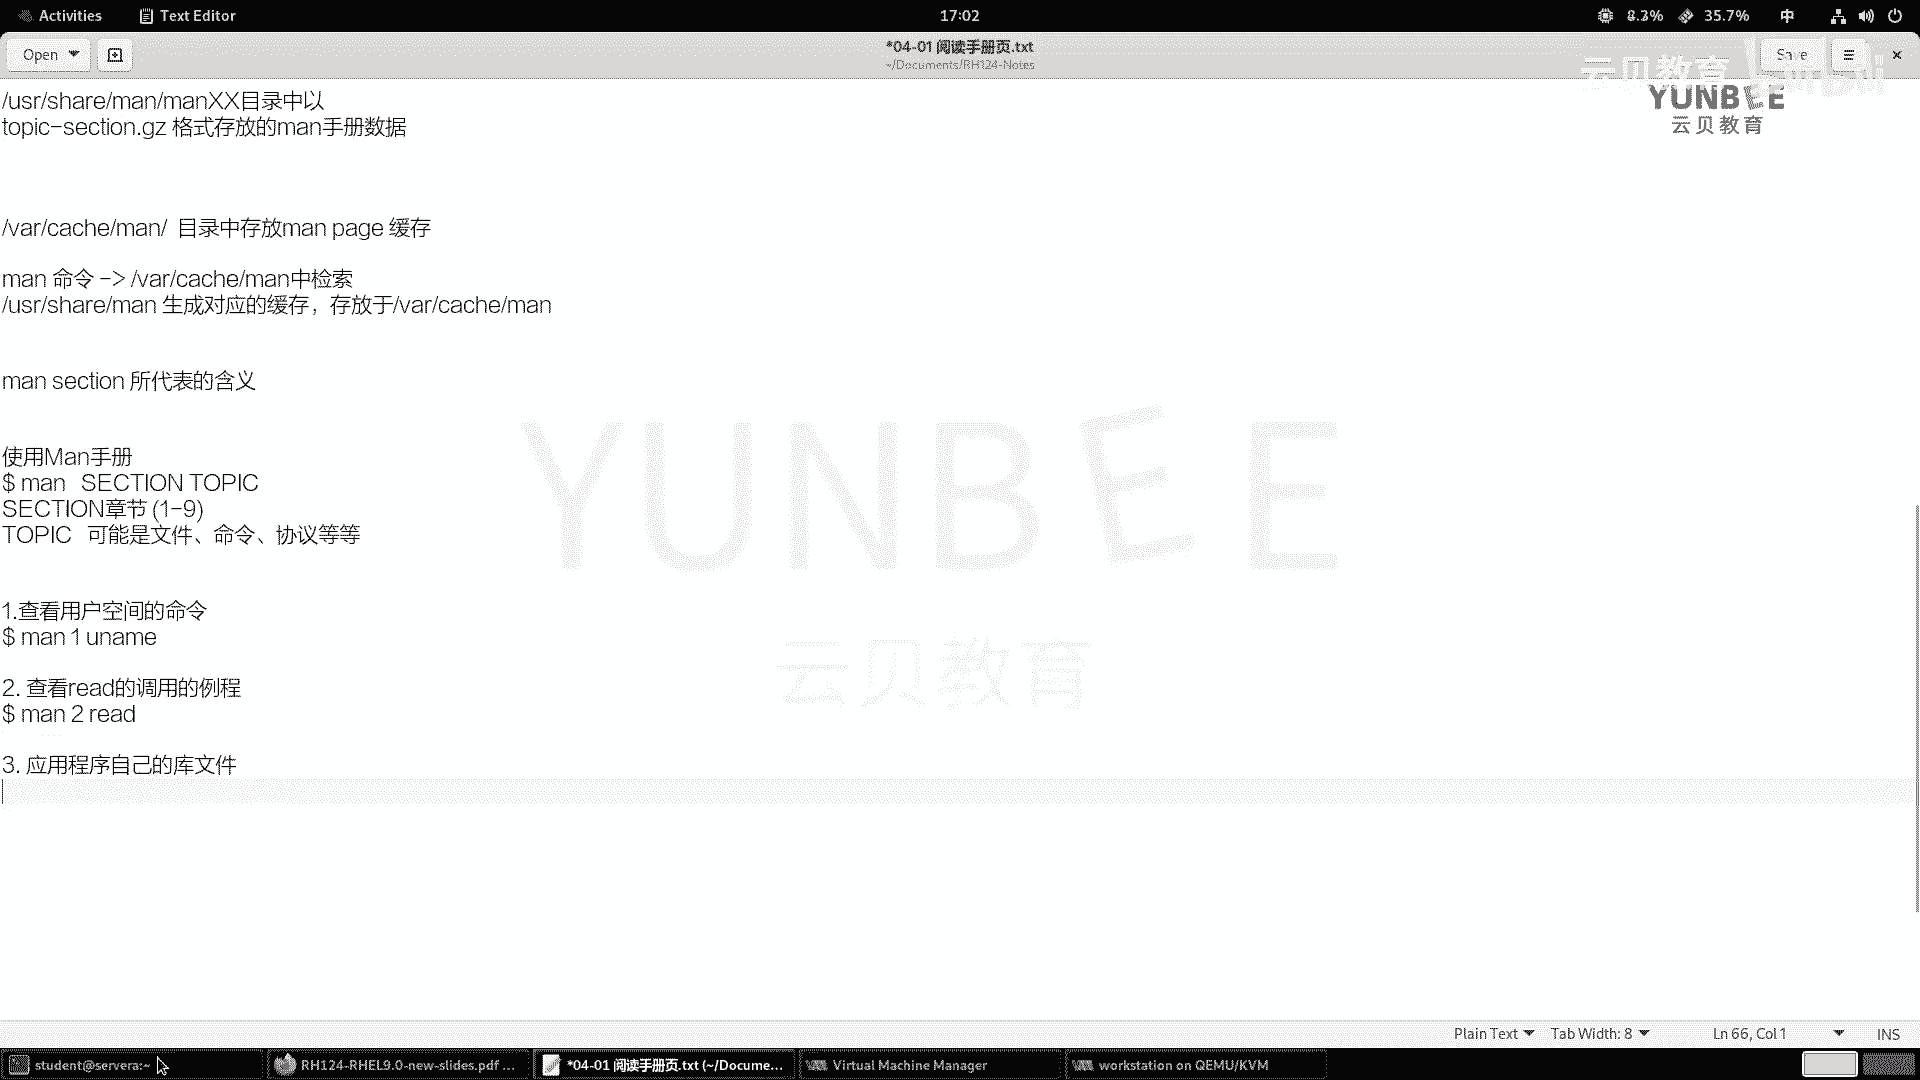 Activities
Text Editor
17:02
8.3%
35.7%
中
Open
*04-01 阅读手册页.txt
~/Documents/RH124-Notes
Save
云贝教育
YUNBEE
云贝教育
/usr/share/man/manXX目录中以
topic-section.gz 格式存放的man手册数据
/var/cache/man/ 目录中存放man page 缓存
man 命令 -> /var/cache/man中检索
/usr/share/man 生成对应的缓存，存放于/var/cache/man
man section 所代表的含义
使用Man手册
$ man SECTION TOPIC
SECTION章节 (1-9)
TOPIC 可能是文件、命令、协议等等
1.查看用户空间的命令
$ man 1 uname
2. 查看read的调用的例程
$ man 2 read
3. 应用程序自己的库文件
YUNBEE
云贝教育
Plain Text
Tab Width: 8
Ln 66, Col 1
INS
student@servera:~
RH124-RHEL9.0-new-slides.pdf ...
*04-01 阅读手册页.txt (~/Docume...
Virtual Machine Manager
workstation on QEMU/KVM